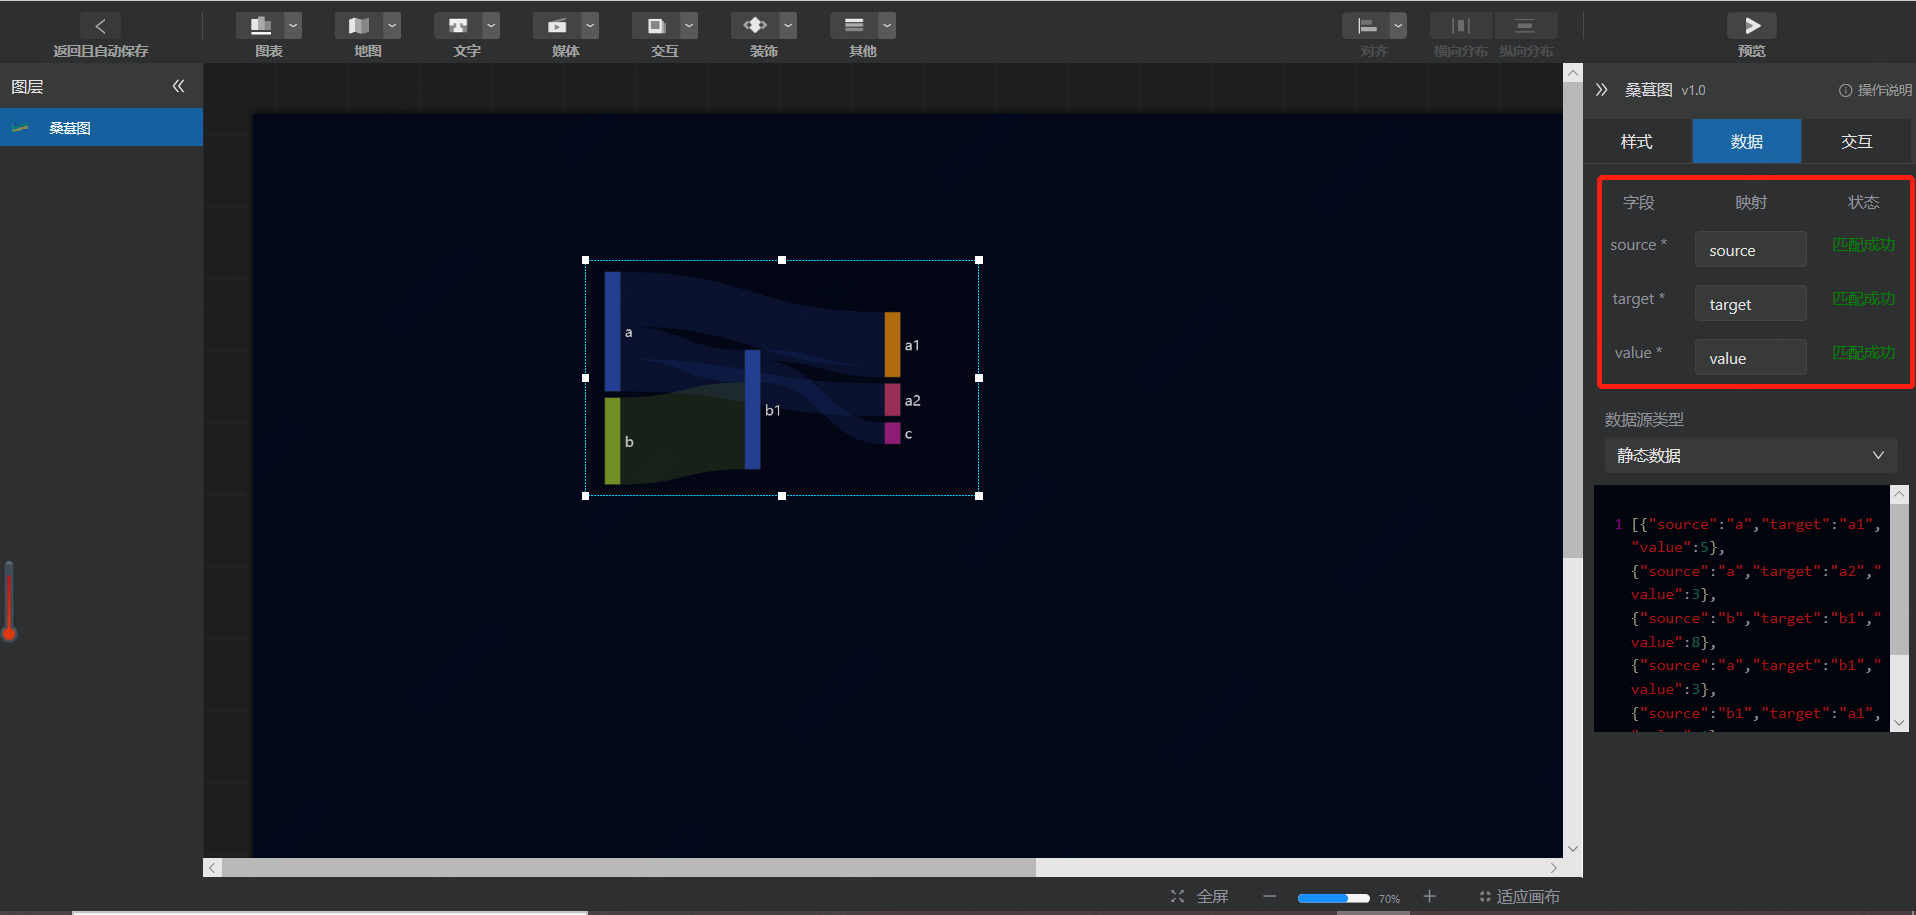 返回且自动保存
图表
地图
文字
媒体
交互
装饰
其他
对齐
横向分布
纵向分布
预览
图层
桑葚图
a
b
b1
a1
a2
c
桑葚图 v1.0
操作说明
样式 数据 交互
字段 映射 状态
source * source 匹配成功
target * target 匹配成功
value * value 匹配成功
数据源类型
静态数据
1 [{"source":"a","target":"a1",
"value":5},
{"source":"a","target":"a2","
value":3},
{"source":"b","target":"b1","
value":8},
{"source":"a","target":"b1","
value":3},
{"source":"b1","target":"a1",
全屏
70%
适应画布